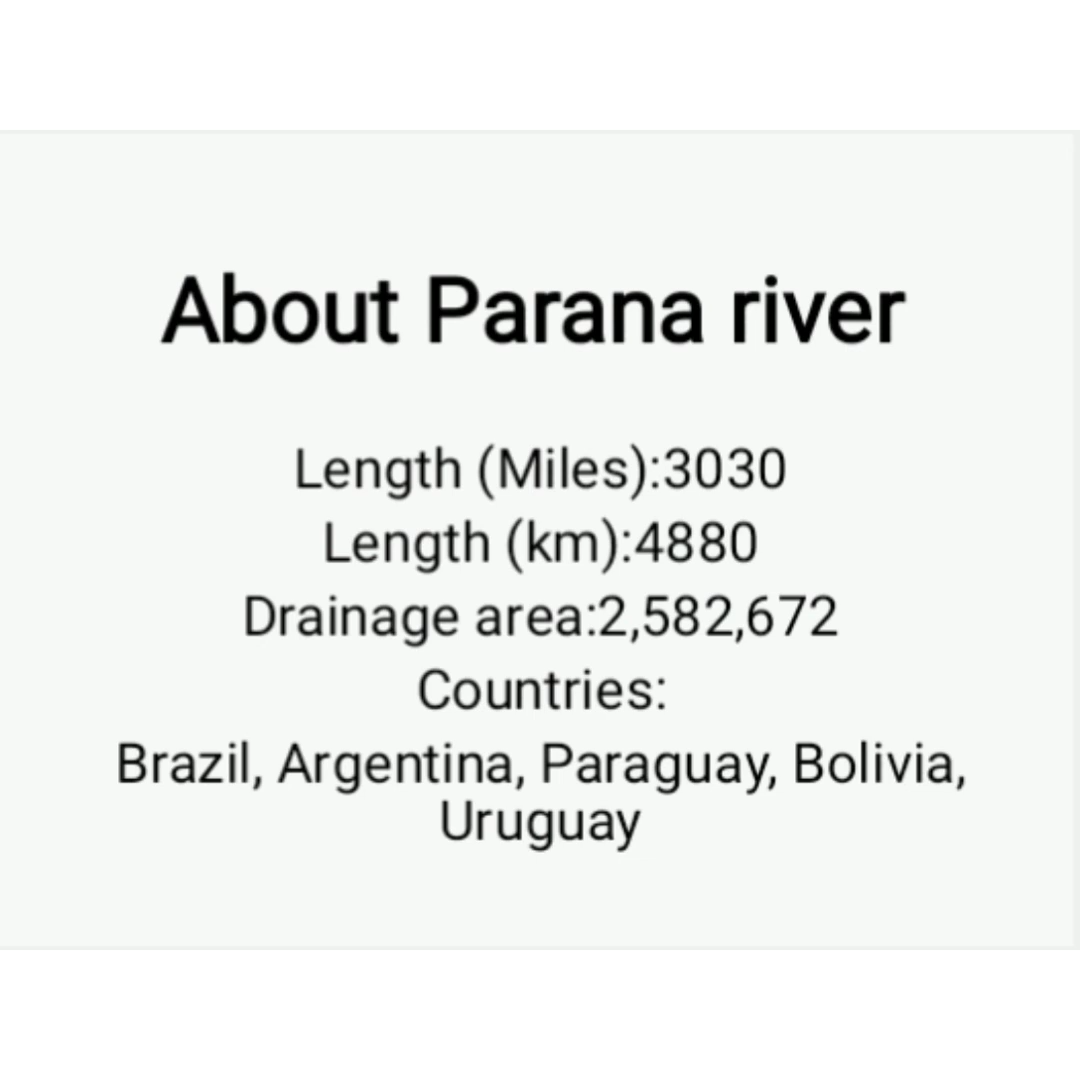 About Parana river
Length (Miles):3030
Length (km):4880
Drainage area:2,582,672
Countries:
Brazil, Argentina, Paraguay, Bolivia,
Uruguay